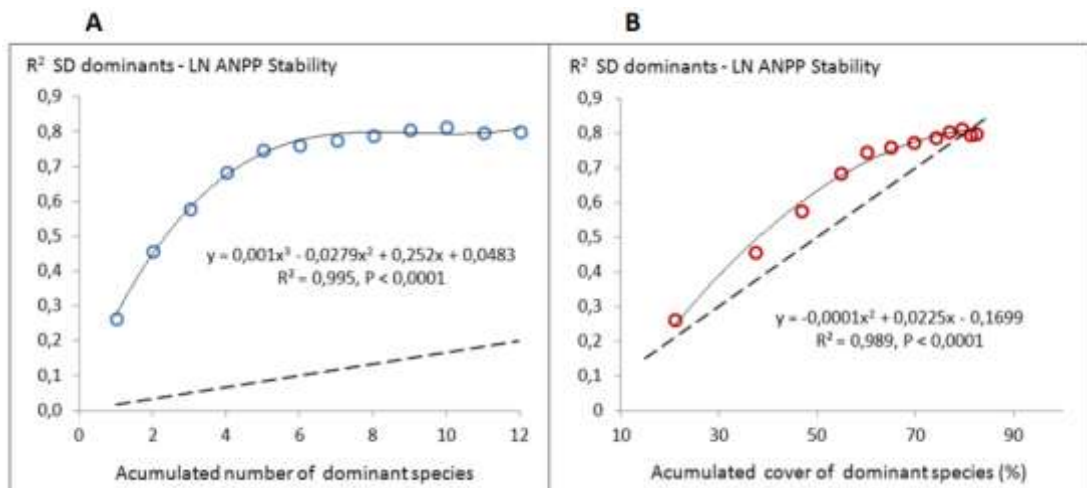 A
R² SD dominants - LN ANPP Stability
0,9
0,8
0,7
0,6
0,5
0,4
0,3
0,2
0,1
0,0
y = 0,001x³ - 0,0279x² + 0,252x + 0,0483
R² = 0,995, P < 0,0001
0 2 4 6 8 10 12
Acumulated number of dominant species
B
R² SD dominants - LN ANPP Stability
0,9
0,8
0,7
0,6
0,5
0,4
0,3
0,2
0,1
0
y = -0,0001x² + 0,0225x - 0,1699
R² = 0,989, P < 0,0001
10 30 50 70 90
Acumulated cover of dominant species (%)